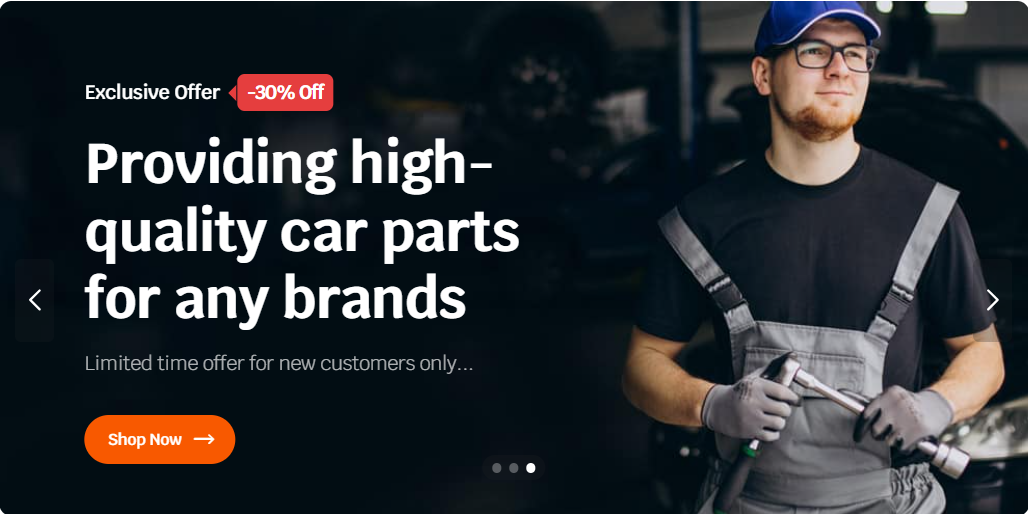 Exclusive Offer -30% Off
Providing high-
quality car parts
for any brands
Limited time offer for new customers only...
Shop Now